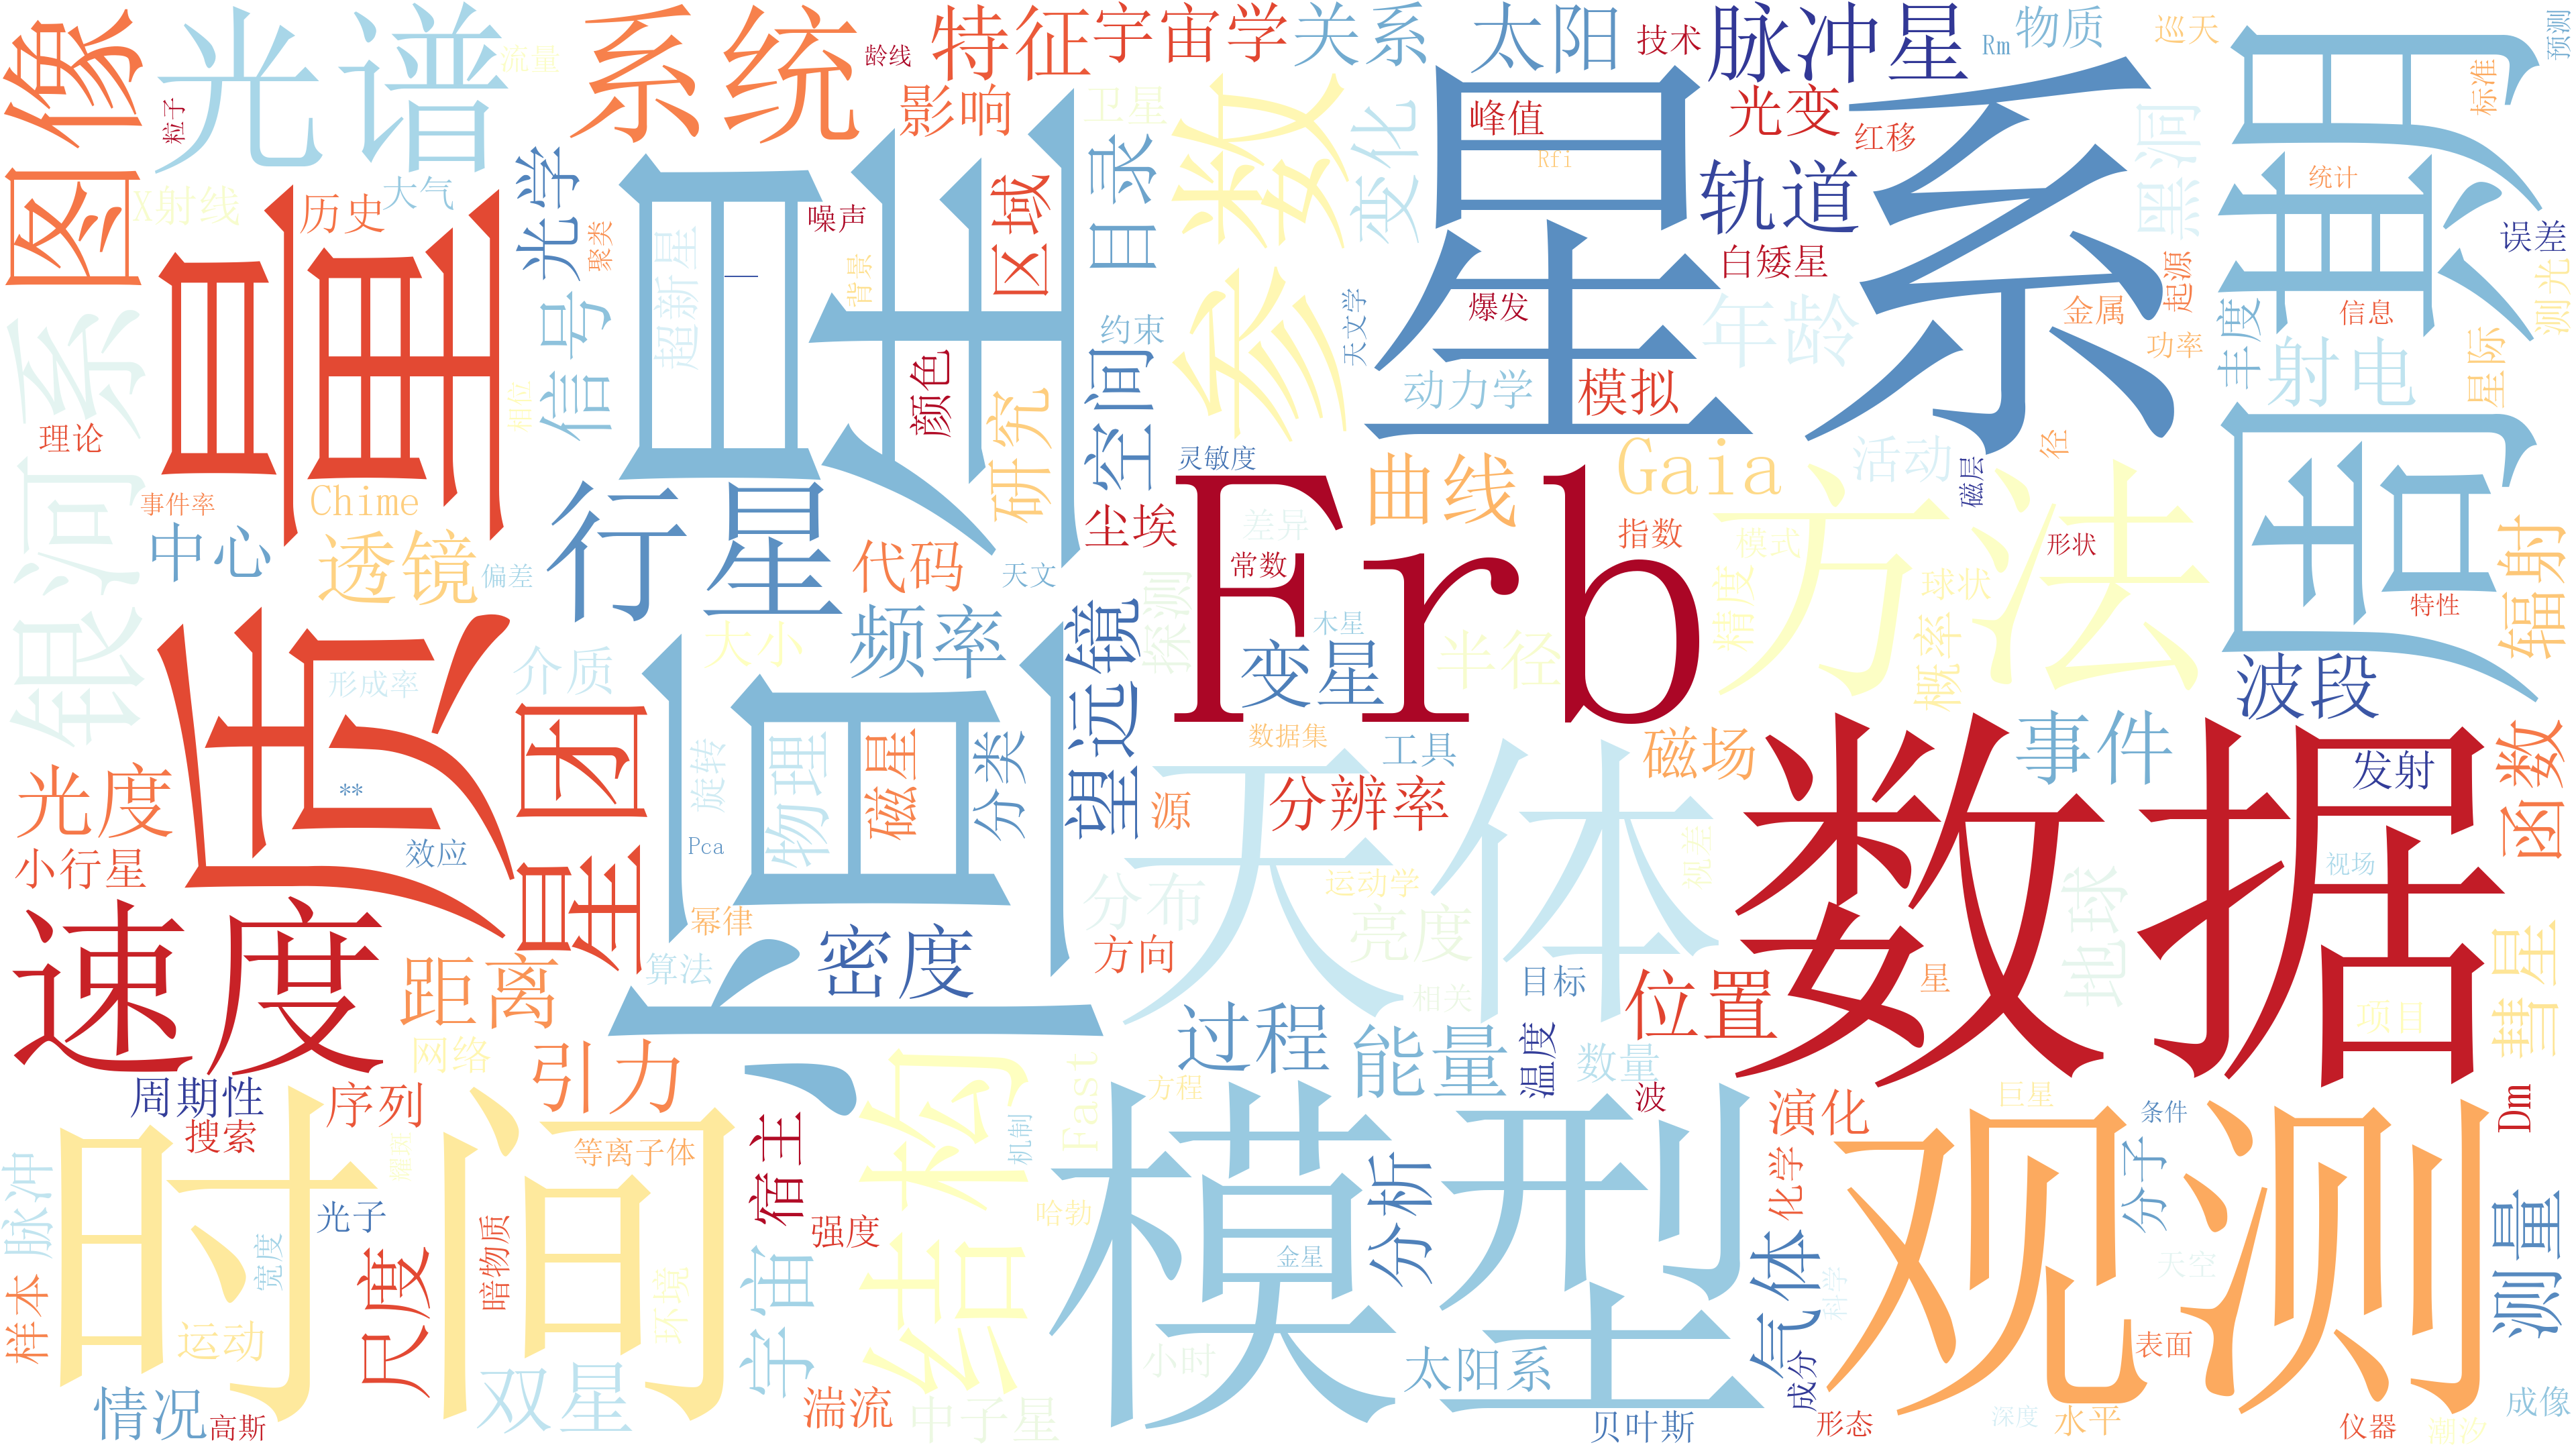 图像
光谱
流量
系统
龄线
特征
宇宙学
关系
太阳
技术
脉冲星
Rm
物质
巡天
周期
预测
粒子
影响
卫星
参数
变化
星系
峰值
光变
红移
Rfi
标准
黑洞
统计
X射线
历史
大气
光学
聚类
恒星
超新星
一
噪声
背景
区域
目录
轨道
白矮星
误差
银河系
质量
信号
颜色
约束
天文学
爆发
年龄
金属
起源
功率
丰度
信息
测光
理论
相位
研究
空间
动力学
模拟
射电
星际
事件率
Chime
中心
透镜
偏差
行星
代码
天文
尘埃
灵敏度
Frb
曲线
Gaia
指数
活动
径
磁层
差异
常数
方法
模式
形状
特性
辐射
形成率
介质
大小
频率
望远镜
探测
变星
木星
半径
精度
球状
概率
波段
光度
小行星
**
效应
星团
旋转
Pca
物理
磁星
分类
源
数据集
工具
分辨率
磁场
事件
发射
函数
速度
距离
幂律
算法
值
密度
天体
分布
方向
运动学
亮度
视差
相关
目标
位置
数据
星
地球
视场
项目
彗星
周期性
搜索
序列
网络
引力
过程
能量
温度
数量
波
方程
演化
巨星
条件
Dm
脉冲
时间
光子
等离子体
宿主
结构
机制
Fast
模型
分析
化学
观测
分子
天空
测量
样本
运动
宽度
尺度
暗物质
环境
强度
宇宙
哈勃
金星
气体
科学
表面
情况
高斯
双星
湍流
中子星
小时
太阳系
贝叶斯
成分
形态
深度
水平
仪器
潮汐
成像